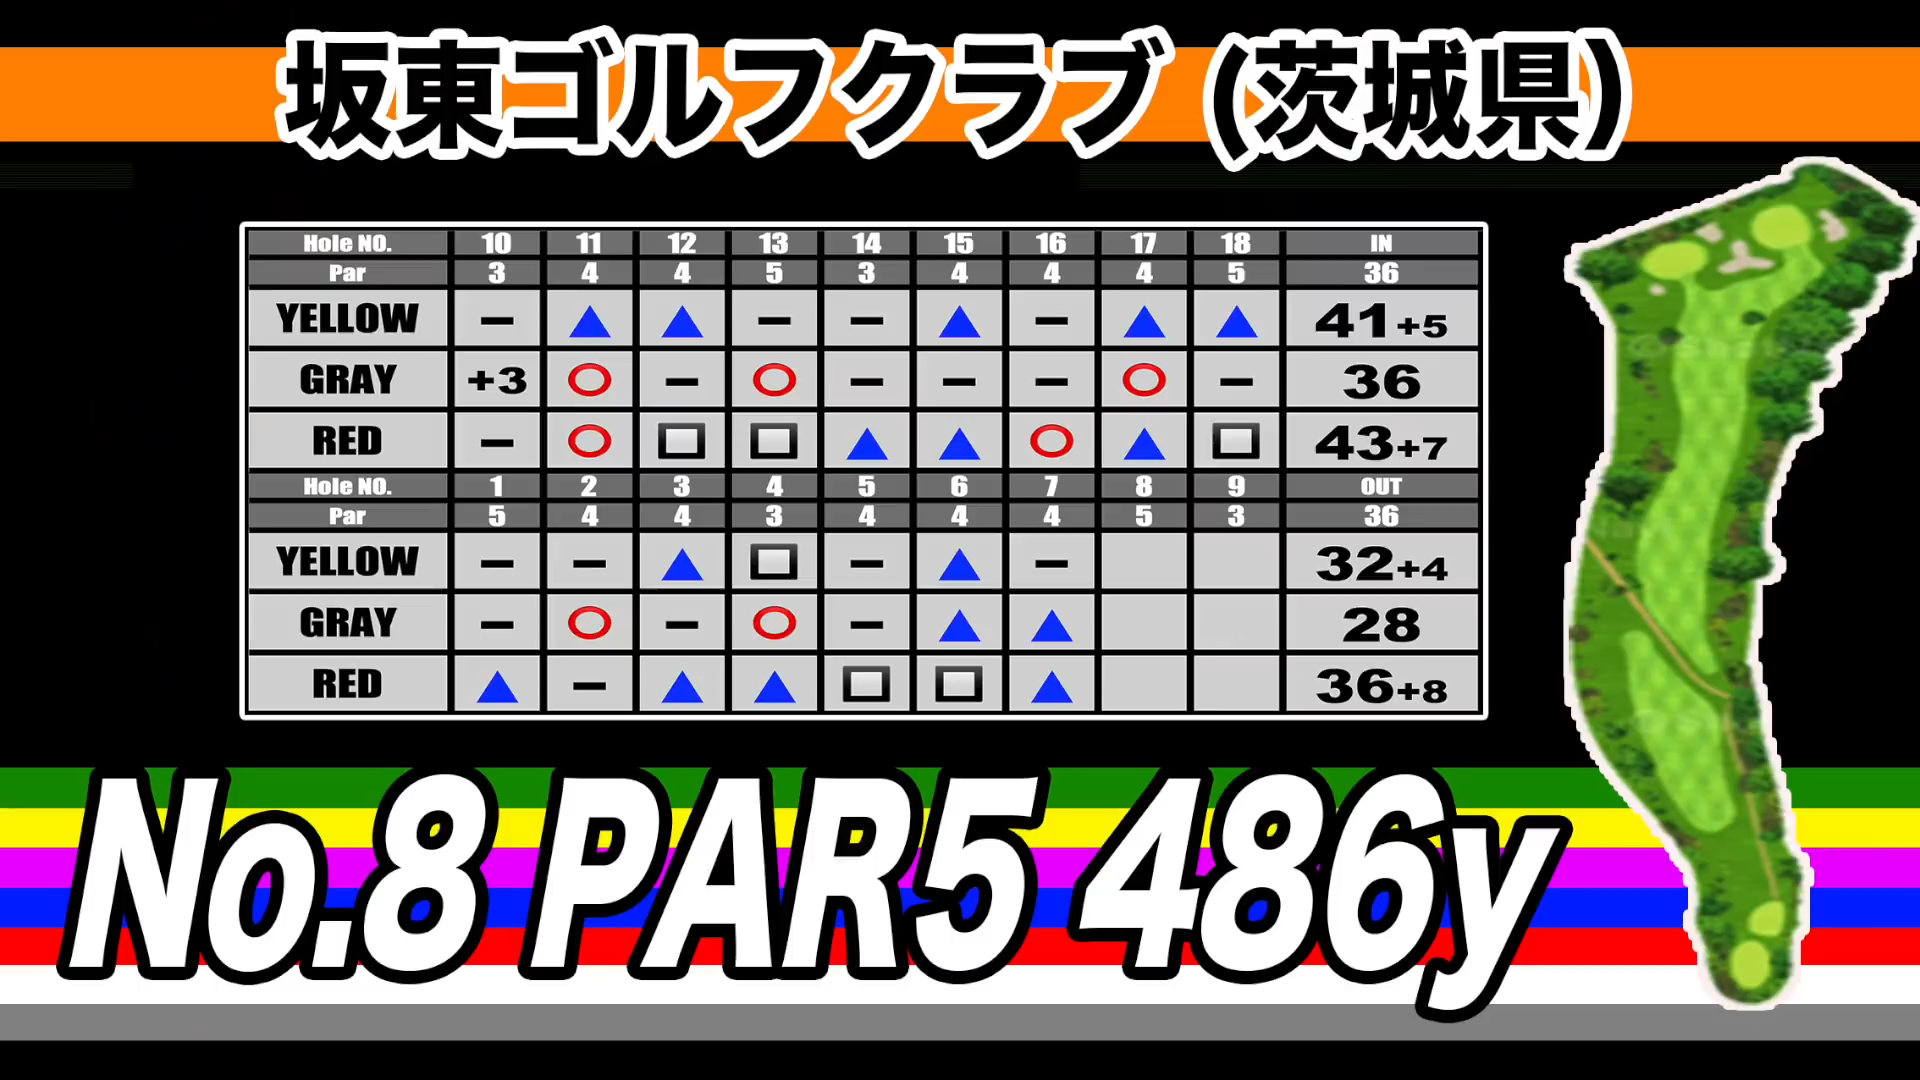 坂東ゴルフクラブ (茨城県)
Hole NO. 10 11 12 13 14 15 16 17 18 IN
Par 3 4 4 5 3 4 4 4 5 36
YELLOW － ▲ ▲ － － ▲ － ▲ ▲ 41+5
GRAY +3 ○ － ○ － － － ○ － 36
RED － ○ □ □ ▲ ▲ ○ ▲ □ 43+7
Hole NO. 1 2 3 4 5 6 7 8 9 OUT
Par 5 4 4 3 4 4 4 5 3 36
YELLOW － － ▲ □ － ▲ － 32+4
GRAY － ○ － ○ － ▲ ▲ 28
RED ▲ － ▲ ▲ □ □ ▲ 36+8
No.8 PAR5 486y